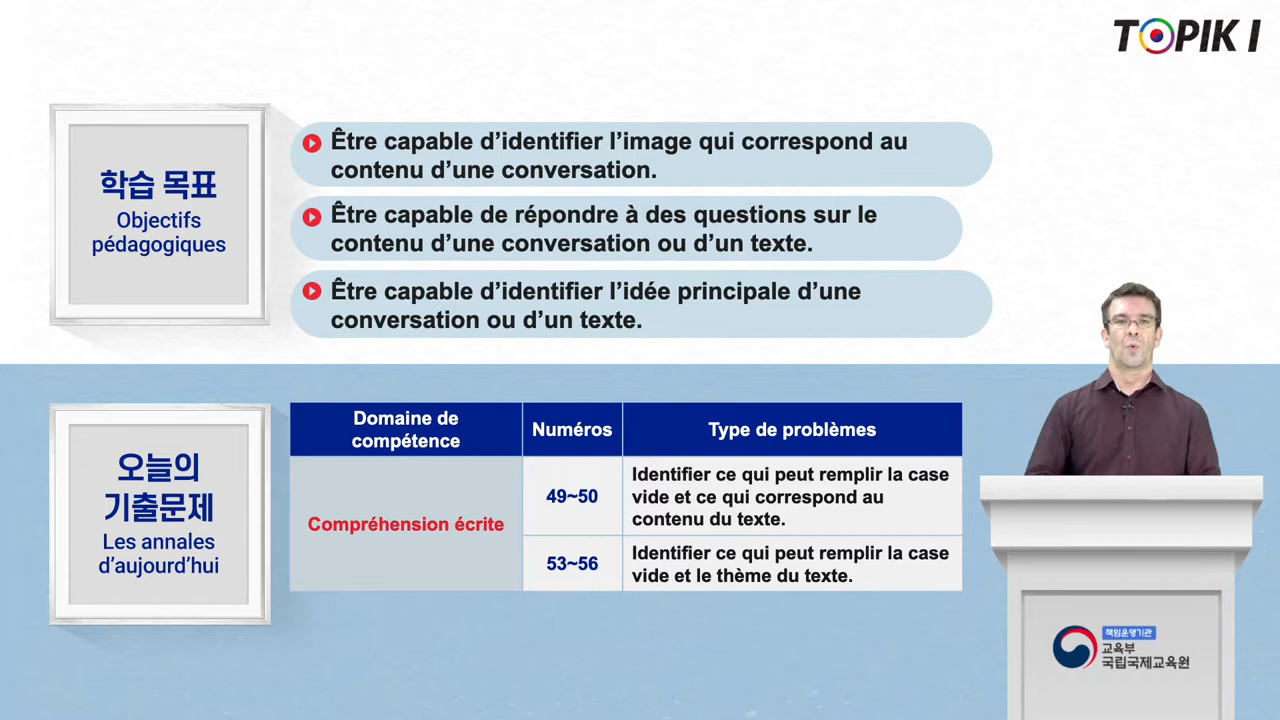 TOPIK I
학습 목표
Objectifs
pédagogiques
Être capable d’identifier l’image qui correspond au
contenu d’une conversation.
Être capable de répondre à des questions sur le
contenu d’une conversation ou d’un texte.
Être capable d’identifier l’idée principale d’une
conversation ou d’un texte.
오늘의
기출문제
Les annales
d’aujourd’hui
Domaine de
compétence
Numéros
Type de problèmes
Compréhension écrite
49~50
Identifier ce qui peut remplir la case
vide et ce qui correspond au
contenu du texte.
53~56
Identifier ce qui peut remplir la case
vide et le thème du texte.
책임운영기관
교육부
국립국제교육원